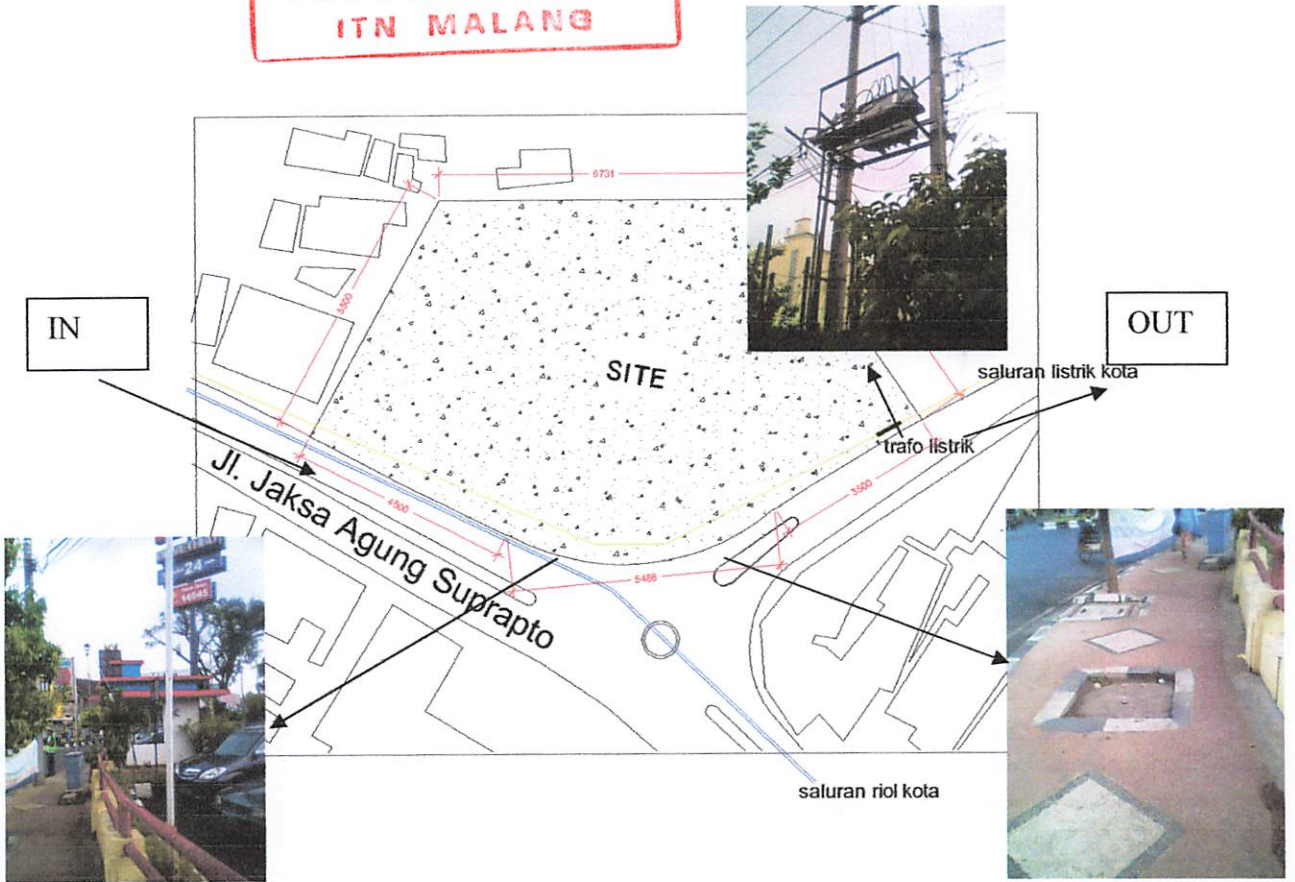 ITN MALANG
6731
5500
IN
SITE
OUT
saluran listrik kota
trafo listrik
Jl. Jaksa Agung Suprapto
4500
3500
5486
24
14045
saluran riol kota